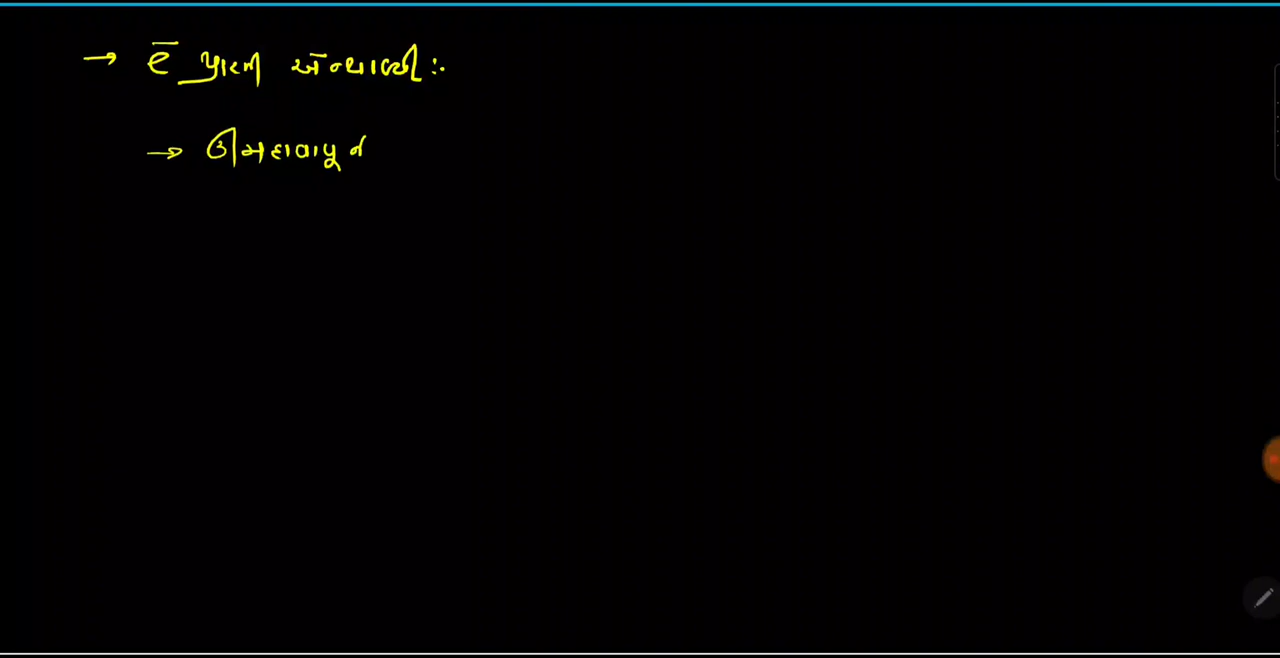 → ē પ્રાપ્તિ એન્થાલ્પી :-
→ ઉમદાવાયુ ન